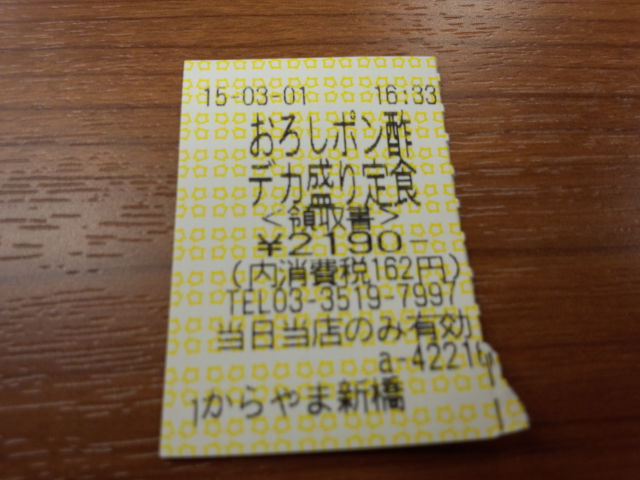 15-03-01 16:33
おろしポン酢
デカ盛り定食
<領収書>
¥2190-
(内消費税162円)
TEL03-3519-7997
当日当店のみ有効
a-42216
からやま新橋